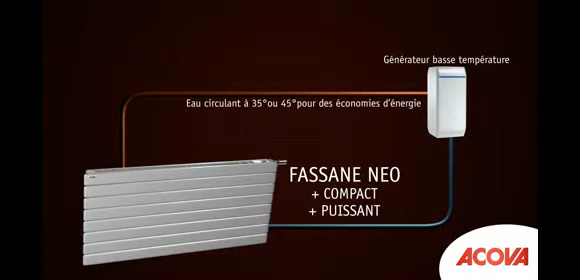 Générateur basse température
Eau circulant à 35°ou 45°pour des économies d'énergie
FASSANE NEO
+ COMPACT
+ PUISSANT
ACOVA